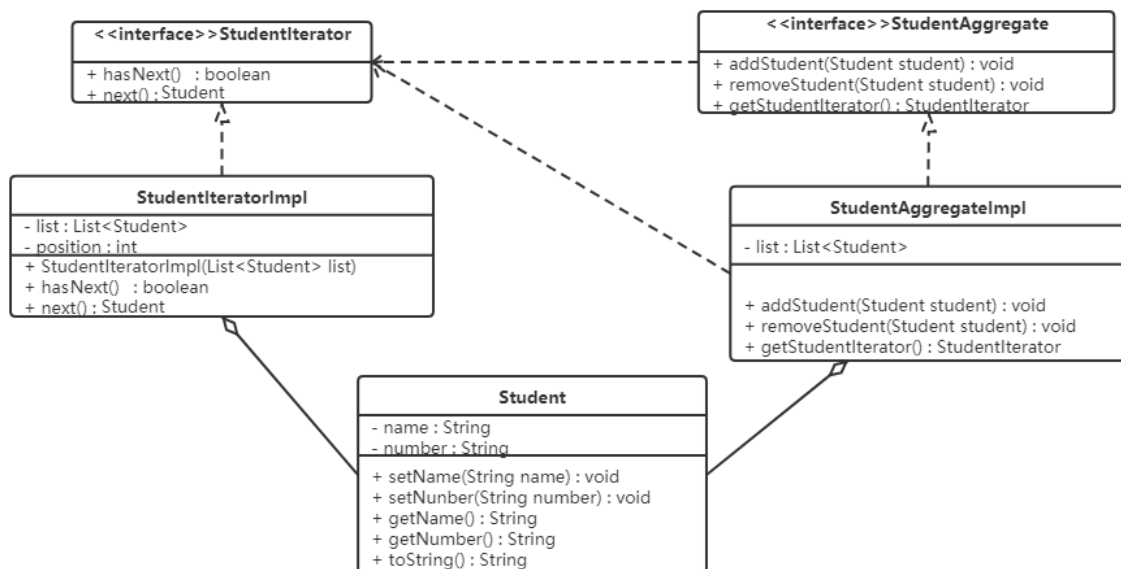 <<interface>>StudentIterator
+ hasNext() : boolean
+ next() : Student
<<interface>>StudentAggregate
+ addStudent(Student student) : void
+ removeStudent(Student student) : void
+ getStudentIterator() : StudentIterator
StudentIteratorImpl
- list : List<Student>
- position : int
+ StudentIteratorImpl(List<Student> list)
+ hasNext() : boolean
+ next() : Student
StudentAggregateImpl
- list : List<Student>
+ addStudent(Student student) : void
+ removeStudent(Student student) : void
+ getStudentIterator() : StudentIterator
Student
- name : String
- number : String
+ setName(String name) : void
+ setNunber(String number) : void
+ getName() : String
+ getNumber() : String
+ toString() : String